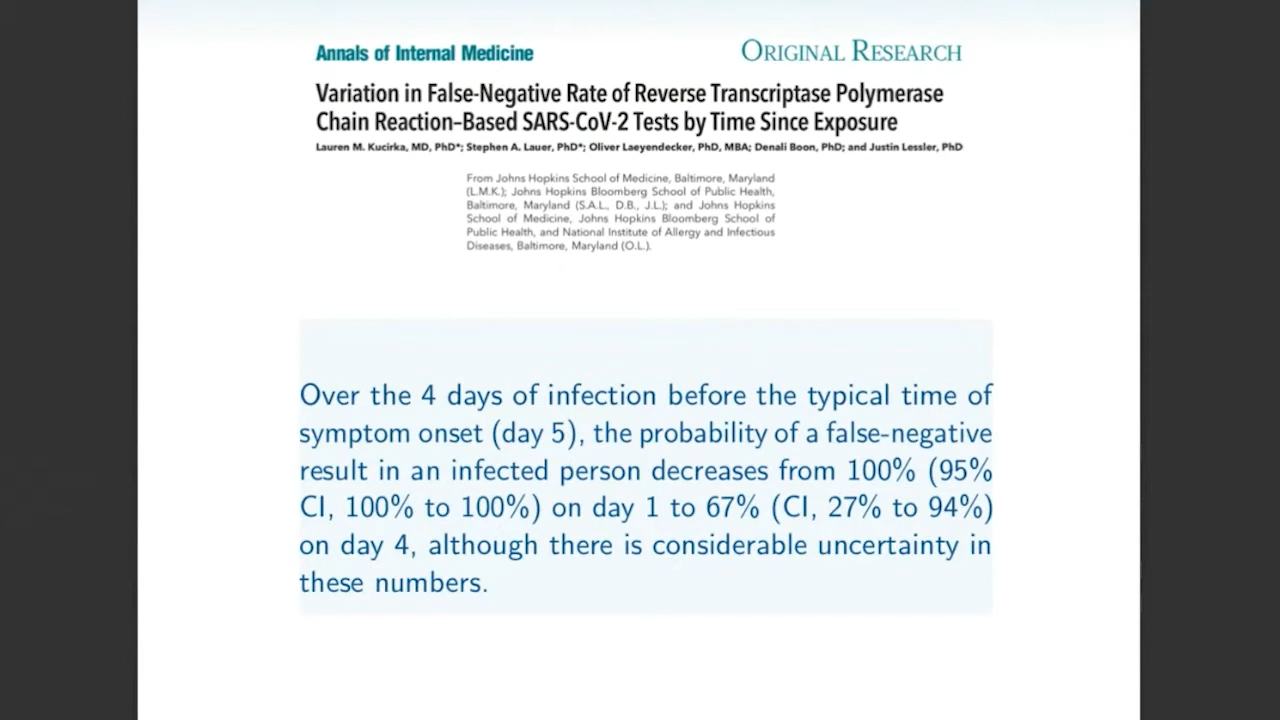 Annals of Internal Medicine
ORIGINAL RESEARCH
Variation in False-Negative Rate of Reverse Transcriptase Polymerase
Chain Reaction–Based SARS-CoV-2 Tests by Time Since Exposure
Lauren M. Kucirka, MD, PhD*; Stephen A. Lauer, PhD*; Oliver Laeyendecker, PhD, MBA; Denali Boon, PhD; and Justin Lessler, PhD
From Johns Hopkins School of Medicine, Baltimore, Maryland
(L.M.K.); Johns Hopkins Bloomberg School of Public Health,
Baltimore, Maryland (S.A.L., D.B., J.L.); and Johns Hopkins
School of Medicine, Johns Hopkins Bloomberg School of
Public Health, and National Institute of Allergy and Infectious
Diseases, Baltimore, Maryland (O.L.).
Over the 4 days of infection before the typical time of
symptom onset (day 5), the probability of a false-negative
result in an infected person decreases from 100% (95%
CI, 100% to 100%) on day 1 to 67% (CI, 27% to 94%)
on day 4, although there is considerable uncertainty in
these numbers.